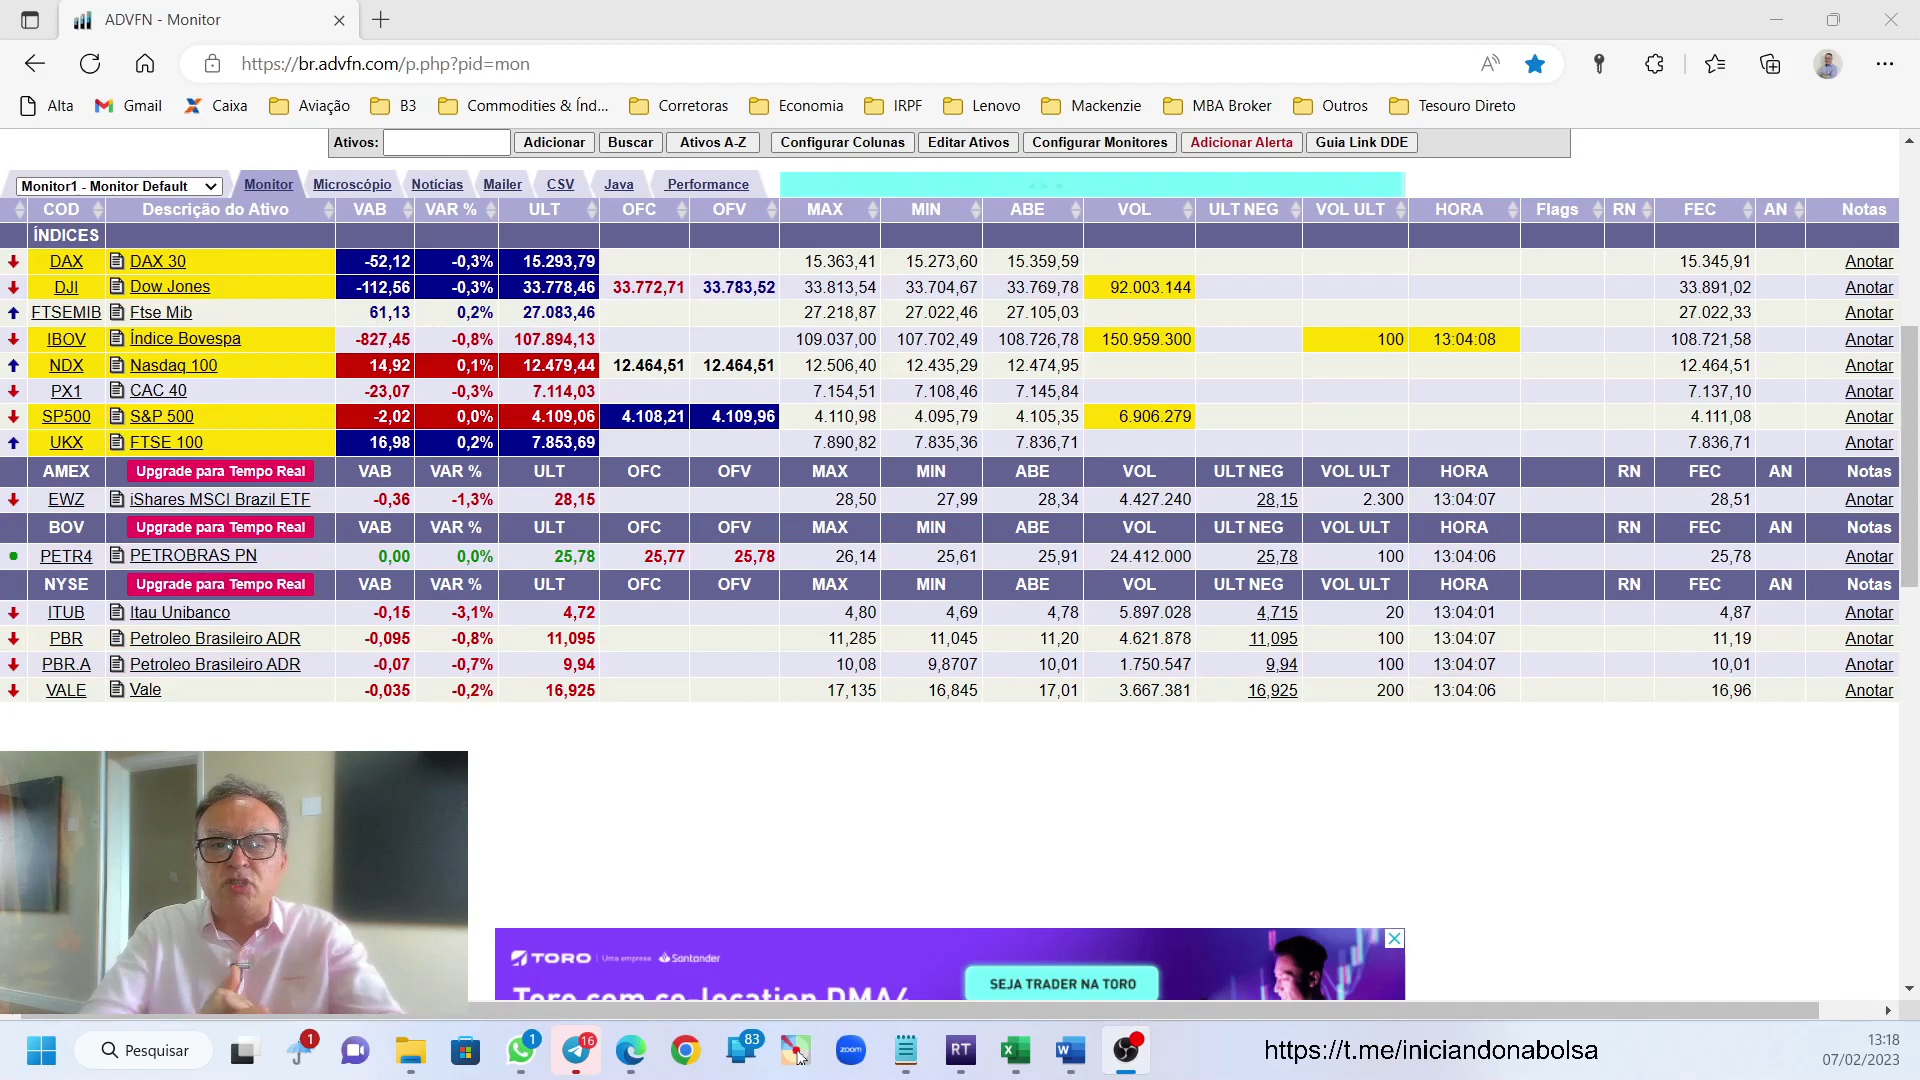 ADVFN - Monitor
https://br.advfn.com/p.php?pid=mon
Alta Gmail Caixa Aviação B3 Commodities & Índ... Corretoras Economia IRPF Lenovo Mackenzie MBA Broker Outros Tesouro Direto
Ativos: Adicionar Buscar Ativos A-Z Configurar Colunas Editar Ativos Configurar Monitores Adicionar Alerta Guia Link DDE
Monitor1 - Monitor Default Monitor Microscópio Notícias Mailer CSV Java Performance
COD Descrição do Ativo VAB VAR % ULT OFC OFV MAX MIN ABE VOL ULT NEG VOL ULT HORA Flags RN FEC AN Notas
ÍNDICES
DAX DAX 30 -52,12 -0,3% 15.293,79 15.363,41 15.273,60 15.359,59 15.345,91 Anotar
DJI Dow Jones -112,56 -0,3% 33.778,46 33.772,71 33.783,52 33.813,54 33.704,67 33.769,78 92.003.144 33.891,02 Anotar
FTSEMIB Ftse Mib 61,13 0,2% 27.083,46 27.218,87 27.022,46 27.105,03 27.022,33 Anotar
IBOV Índice Bovespa -827,45 -0,8% 107.894,13 109.037,00 107.702,49 108.726,78 150.959.300 100 13:04:08 108.721,58 Anotar
NDX Nasdaq 100 14,92 0,1% 12.479,44 12.464,51 12.464,51 12.506,40 12.435,29 12.474,95 12.464,51 Anotar
PX1 CAC 40 -23,07 -0,3% 7.114,03 7.154,51 7.108,46 7.145,84 7.137,10 Anotar
SP500 S&P 500 -2,02 0,0% 4.109,06 4.108,21 4.109,96 4.110,98 4.095,79 4.105,35 6.906.279 4.111,08 Anotar
UKX FTSE 100 16,98 0,2% 7.853,69 7.890,82 7.835,36 7.836,71 7.836,71 Anotar
AMEX Upgrade para Tempo Real VAB VAR % ULT OFC OFV MAX MIN ABE VOL ULT NEG VOL ULT HORA RN FEC AN Notas
EWZ iShares MSCI Brazil ETF -0,36 -1,3% 28,15 28,50 27,99 28,34 4.427.240 28,15 2.300 13:04:07 28,51 Anotar
BOV Upgrade para Tempo Real VAB VAR % ULT OFC OFV MAX MIN ABE VOL ULT NEG VOL ULT HORA RN FEC AN Notas
PETR4 PETROBRAS PN 0,00 0,0% 25,78 25,77 25,78 26,14 25,61 25,91 24.412.000 25,78 100 13:04:06 25,78 Anotar
NYSE Upgrade para Tempo Real VAB VAR % ULT OFC OFV MAX MIN ABE VOL ULT NEG VOL ULT HORA RN FEC AN Notas
ITUB Itau Unibanco -0,15 -3,1% 4,72 4,80 4,69 4,78 5.897.028 4,715 20 13:04:01 4,87 Anotar
PBR Petroleo Brasileiro ADR -0,095 -0,8% 11,095 11,285 11,045 11,20 4.621.878 11,095 100 13:04:07 11,19 Anotar
PBR.A Petroleo Brasileiro ADR -0,07 -0,7% 9,94 10,08 9,8707 10,01 1.750.547 9,94 100 13:04:07 10,01 Anotar
VALE Vale -0,035 -0,2% 16,925 17,135 16,845 17,01 3.667.381 16,925 200 13:04:06 16,96 Anotar
TORO Uma empresa Santander
SEJA TRADER NA TORO
Toro com co-location DMA4
Pesquisar 1 1 16 83 zoom RT
https://t.me/iniciandonabolsa
13:18
07/02/2023